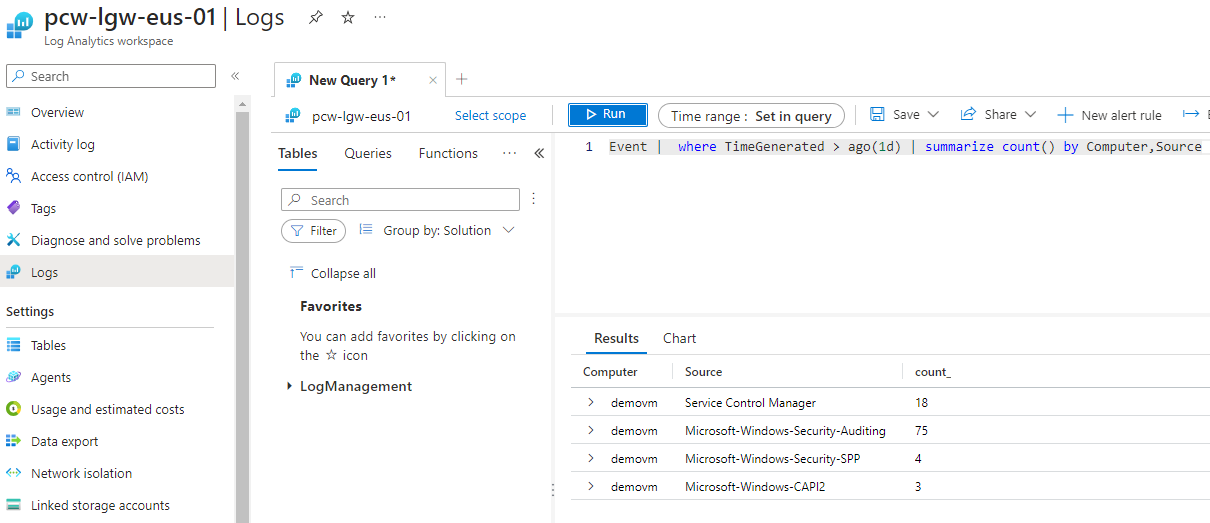 pcw-lgw-eus-01 | Logs
Log Analytics workspace
Search
Overview
Activity log
Access control (IAM)
Tags
Diagnose and solve problems
Logs
Settings
Tables
Agents
Usage and estimated costs
Data export
Network isolation
Linked storage accounts
New Query 1*
pcw-lgw-eus-01 Select scope
Run
Time range : Set in query
Save
Share
New alert rule
Tables Queries Functions
Search
Filter
Group by: Solution
Collapse all
Favorites
You can add favorites by clicking on
the ☆ icon
LogManagement
1 Event | where TimeGenerated > ago(1d) | summarize count() by Computer,Source
Results Chart
Computer Source count_
demovm Service Control Manager 18
demovm Microsoft-Windows-Security-Auditing 75
demovm Microsoft-Windows-Security-SPP 4
demovm Microsoft-Windows-CAPI2 3